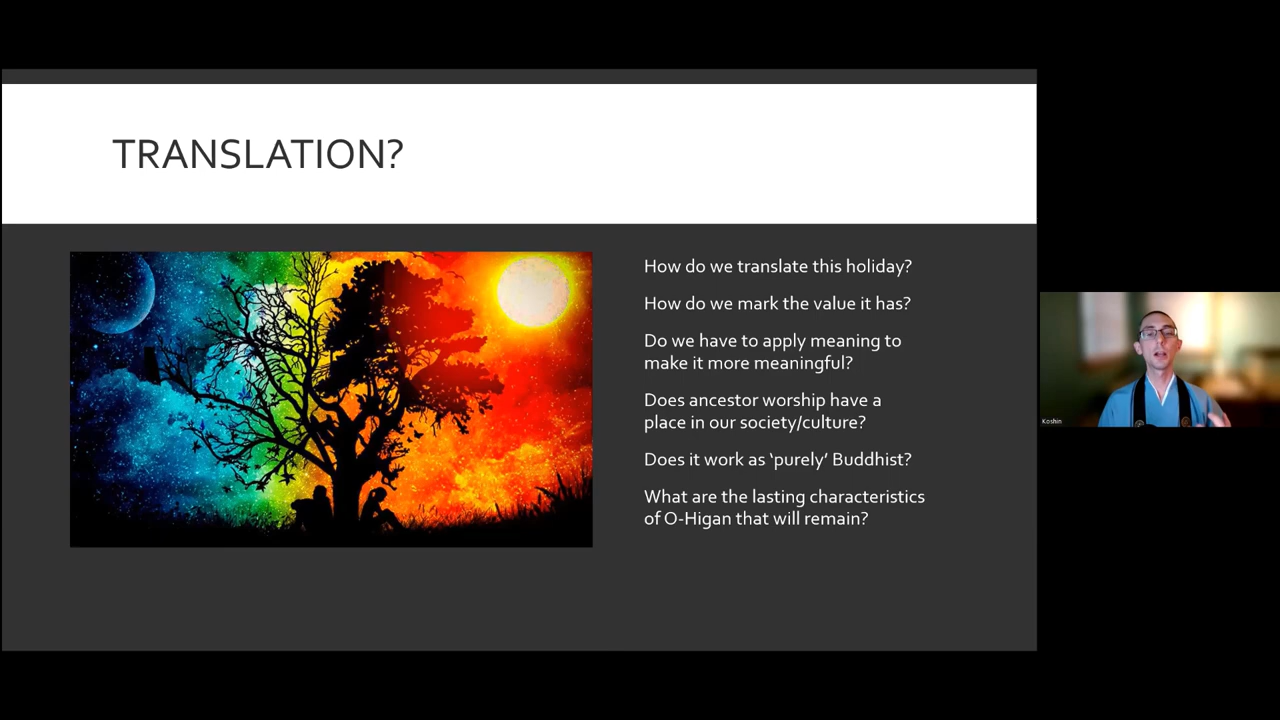 TRANSLATION?
How do we translate this holiday?
How do we mark the value it has?
Do we have to apply meaning to
make it more meaningful?
Does ancestor worship have a
place in our society/culture?
Does it work as ‘purely’ Buddhist?
What are the lasting characteristics
of O-Higan that will remain?
Koshin